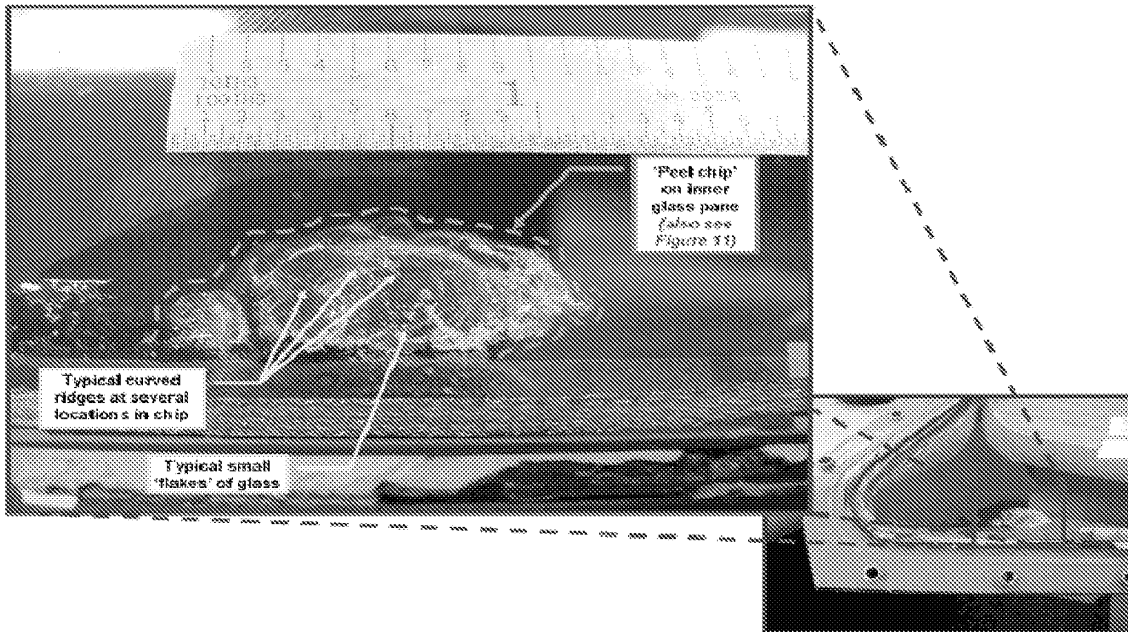 1
'Peel chip'
on inner
glass pane
(also see
Figure 11)
Typical curved
ridges at several
locations in chip
Typical small
'flakes' of glass